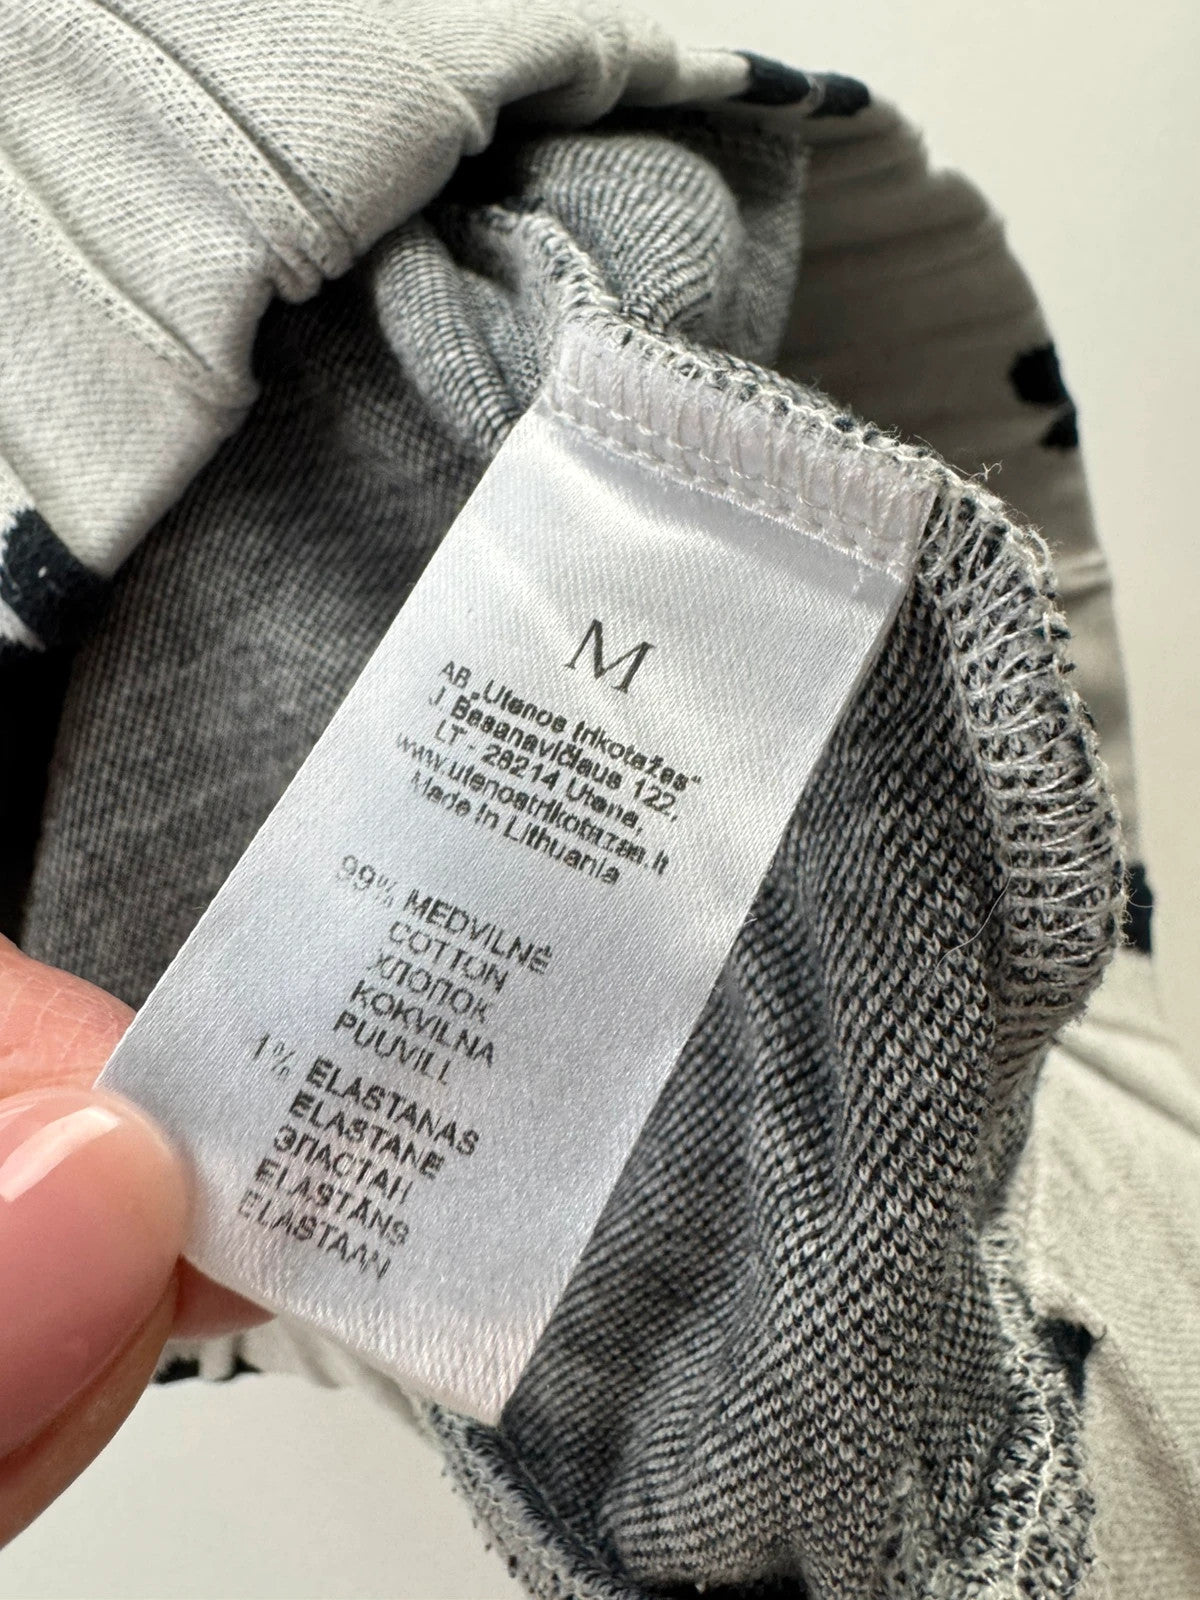 M
AB „Utenos trikotažas“
J. Basanavičiaus 122,
LT - 28214 Utena,
www.utenostrikotazas.lt
Made in Lithuania
99% MEDVILNĖ
COTTON
ХЛОПОК
KOKVILNA
PUUVILL
1% ELASTANAS
ELASTANE
ЭЛАСТАН
ELASTĀNS
ELASTAAN